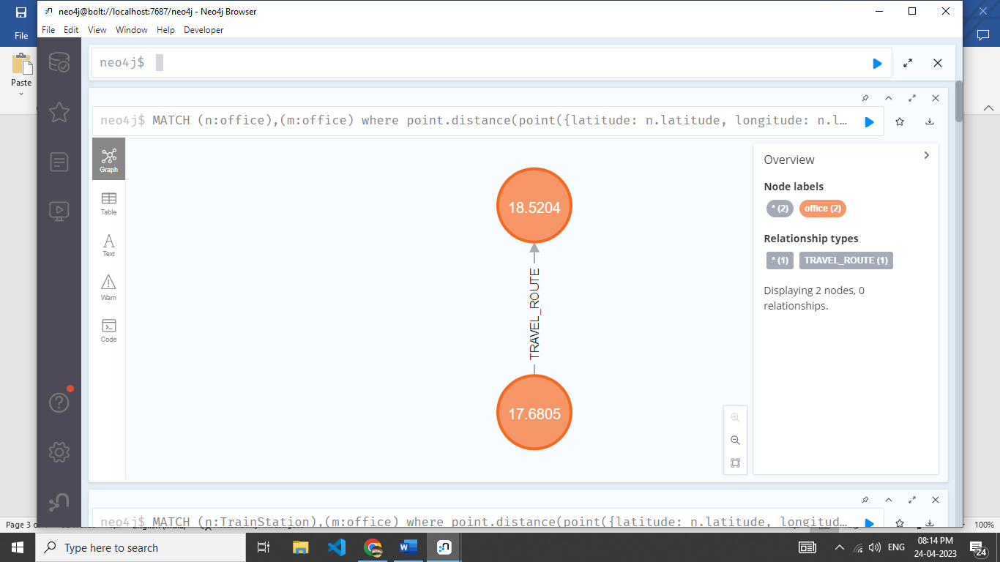 neo4j@bolt://localhost:7687/neo4j - Neo4j Browser
File
File Edit View Window Help Developer
Paste
neo4j$
neo4j$ MATCH (n:office),(m:office) where point.distance(point({latitude: n.latitude, longitude: n.l…
Graph
Table
Text
Warn
Code
18.5204
TRAVEL_ROUTE
17.6805
Overview
Node labels
* (2) office (2)
Relationship types
* (1) TRAVEL_ROUTE (1)
Displaying 2 nodes, 0
relationships.
neo4j$ MATCH (n:TrainStation),(m:office) where point.distance(point({latitude: n.latitude, longitud…
Page 3 of
100%
Type here to search
ENG
08:14 PM
24-04-2023
24